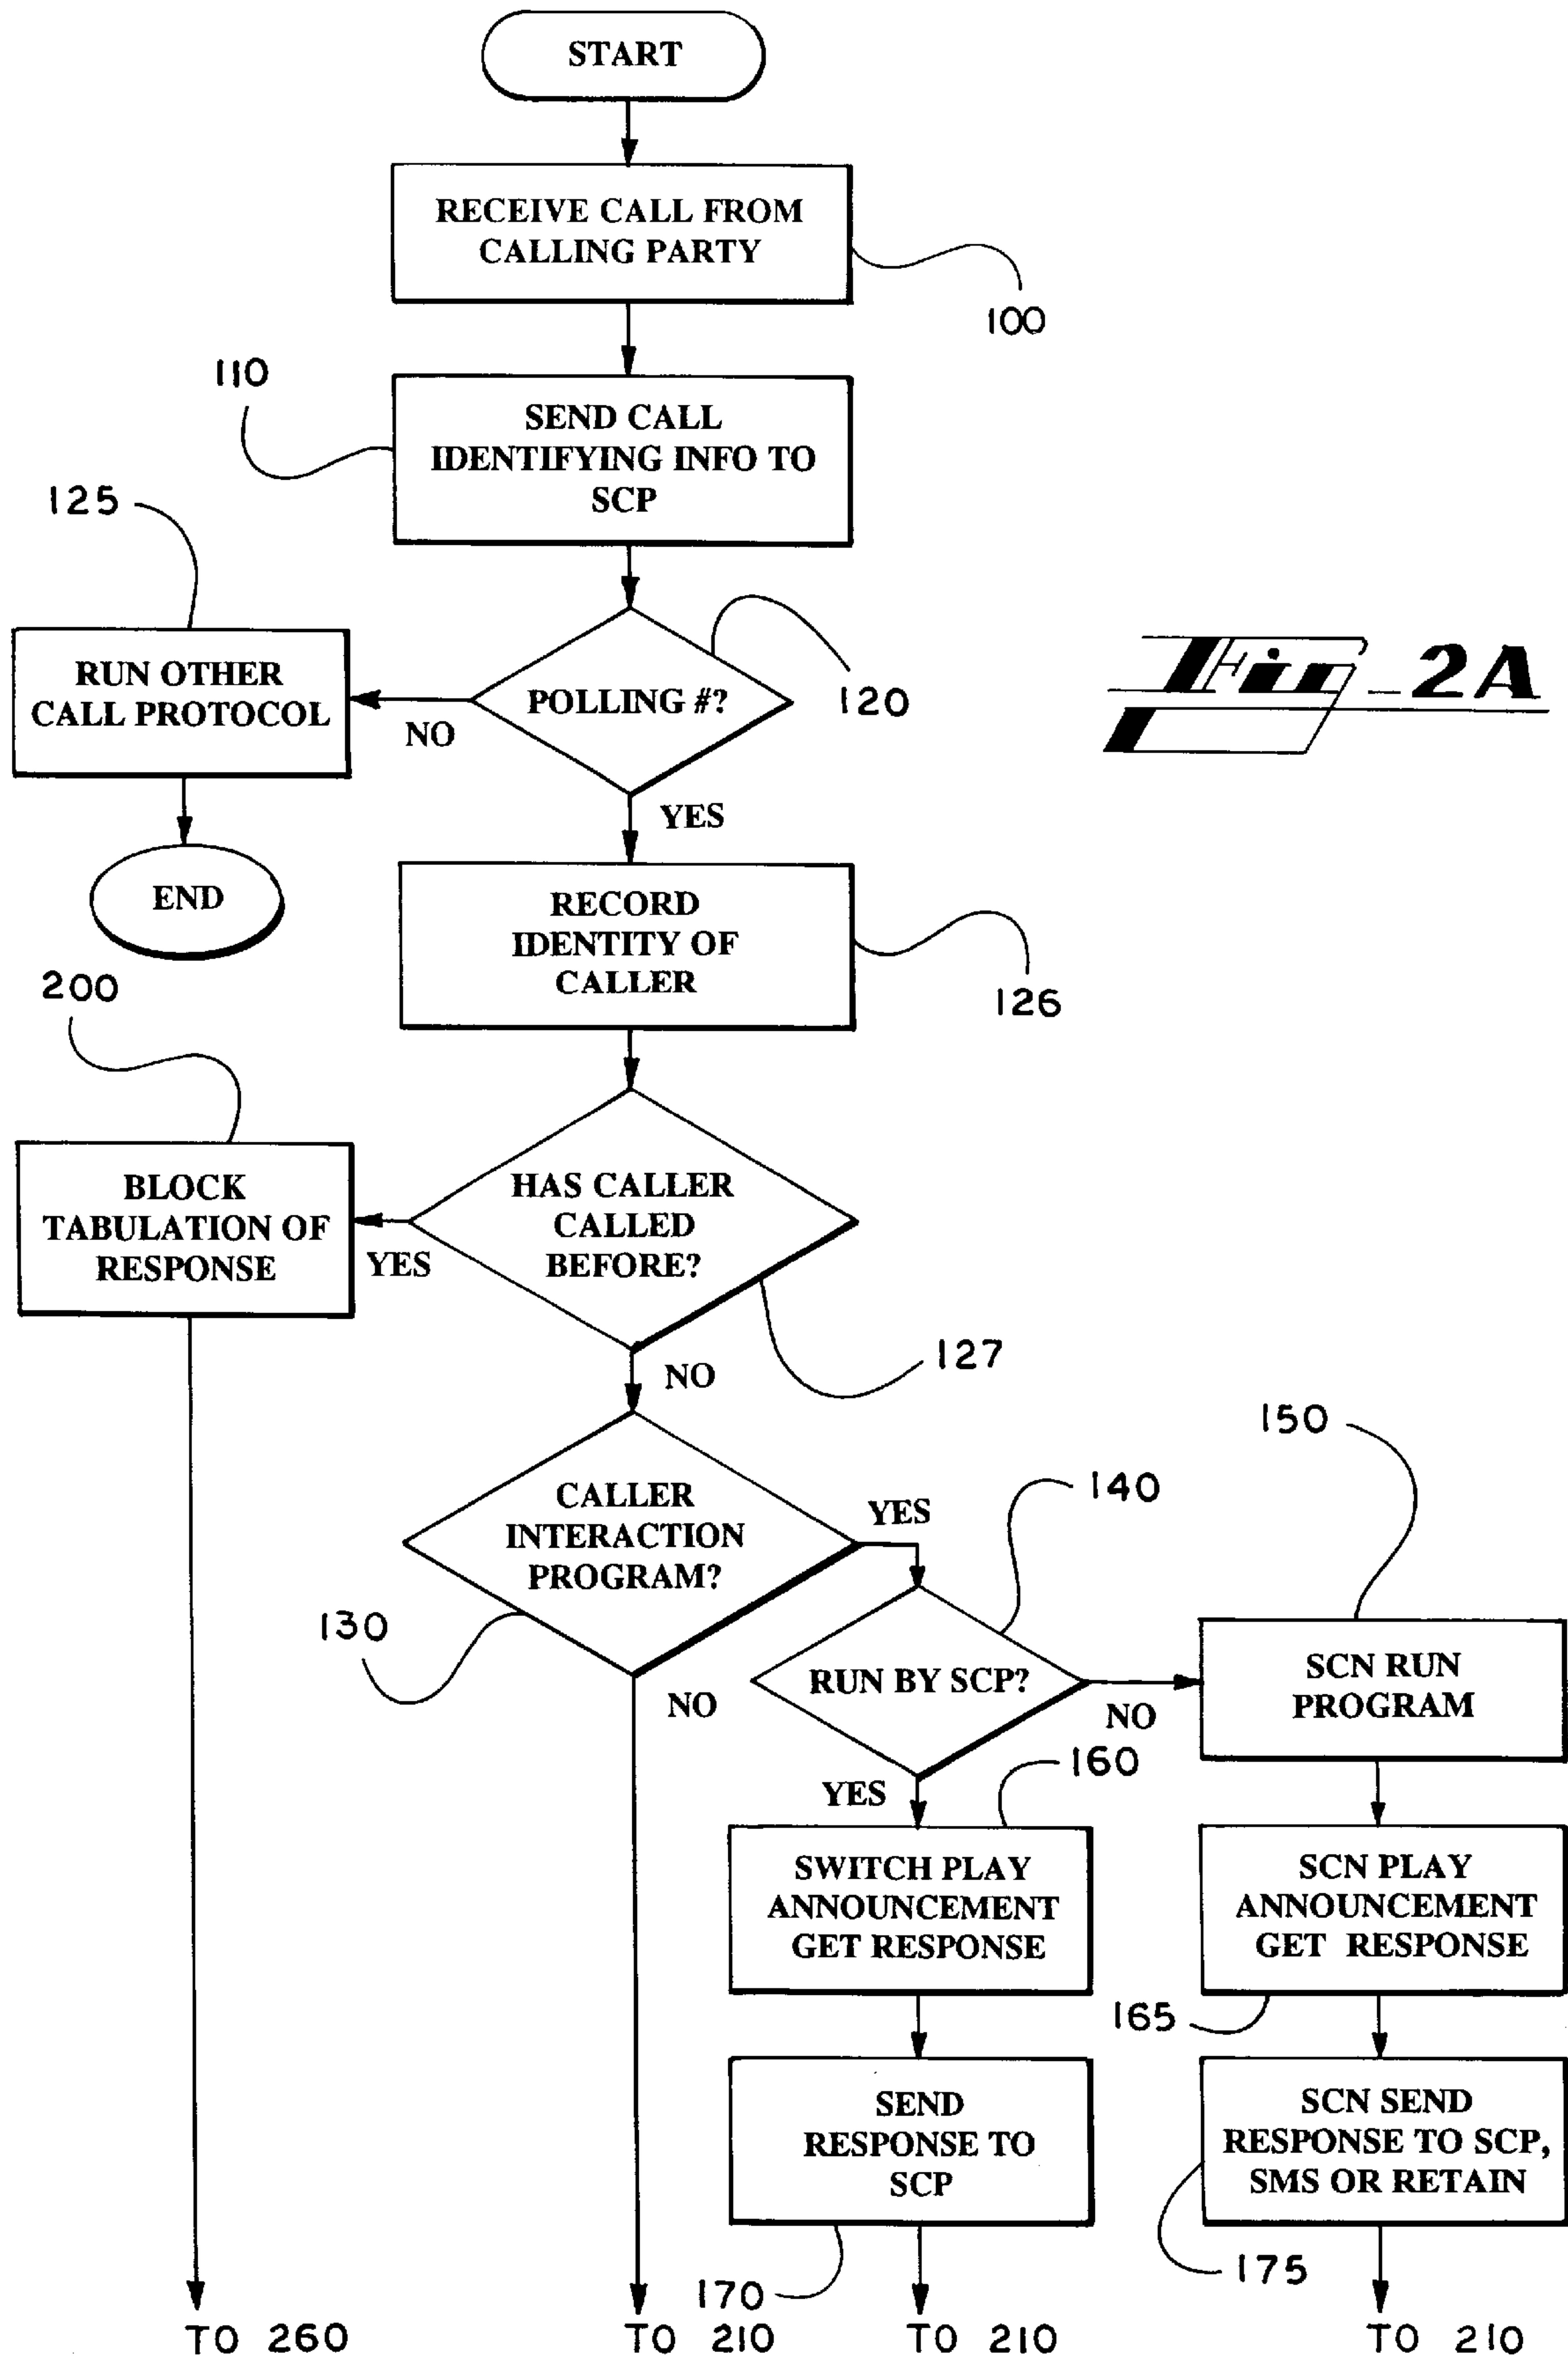 START
RECEIVE CALL FROM
CALLING PARTY
100
110
SEND CALL
IDENTIFYING INFO TO
SCP
125
RUN OTHER
CALL PROTOCOL
NO
POLLING #?
120
Fig_2A
YES
END
RECORD
IDENTITY OF
CALLER
126
200
BLOCK
TABULATION OF
RESPONSE
YES
HAS CALLER
CALLED
BEFORE?
127
NO
CALLER
INTERACTION
PROGRAM?
YES
130
NO
140
RUN BY SCP?
NO
150
SCN RUN
PROGRAM
YES
160
SWITCH PLAY
ANNOUNCEMENT
GET RESPONSE
SCN PLAY
ANNOUNCEMENT
GET RESPONSE
165
SEND
RESPONSE TO
SCP
170
SCN SEND
RESPONSE TO SCP,
SMS OR RETAIN
175
TO 260
TO 210
TO 210
TO 210